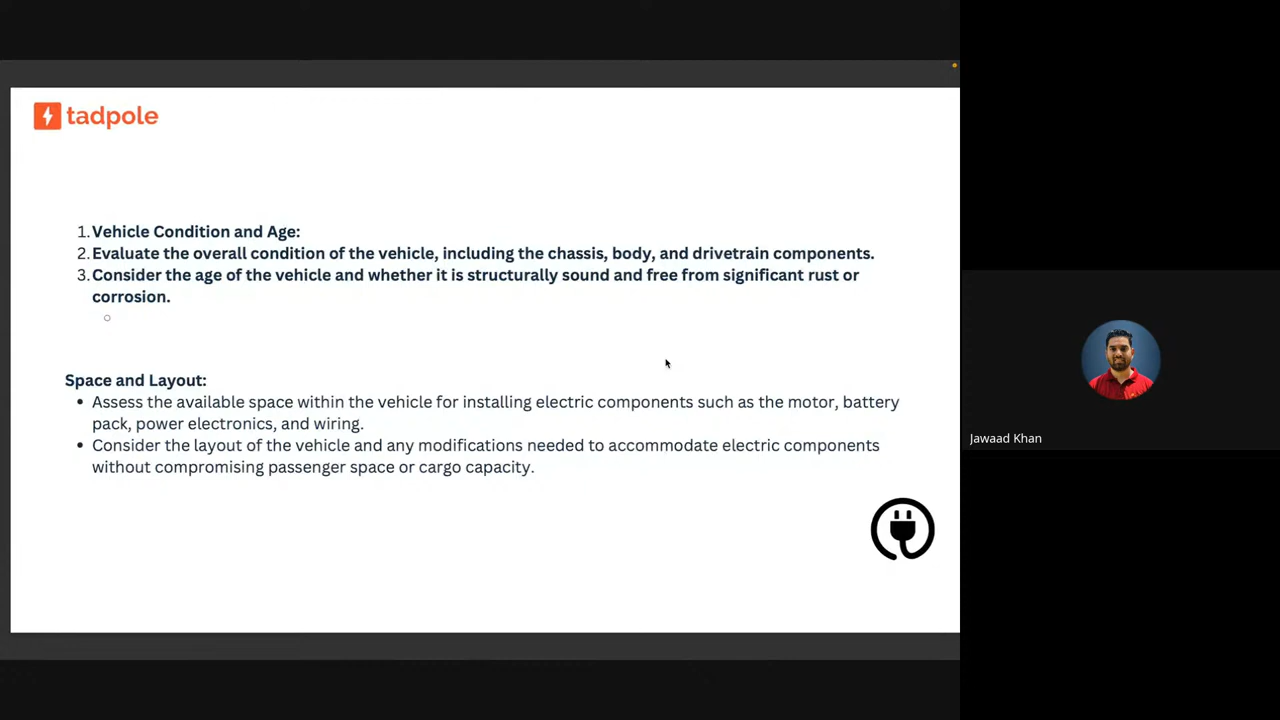 tadpole
1. Vehicle Condition and Age:
2. Evaluate the overall condition of the vehicle, including the chassis, body, and drivetrain components.
3. Consider the age of the vehicle and whether it is structurally sound and free from significant rust or
corrosion.
Space and Layout:
• Assess the available space within the vehicle for installing electric components such as the motor, battery
pack, power electronics, and wiring.
• Consider the layout of the vehicle and any modifications needed to accommodate electric components
without compromising passenger space or cargo capacity.
Jawaad Khan